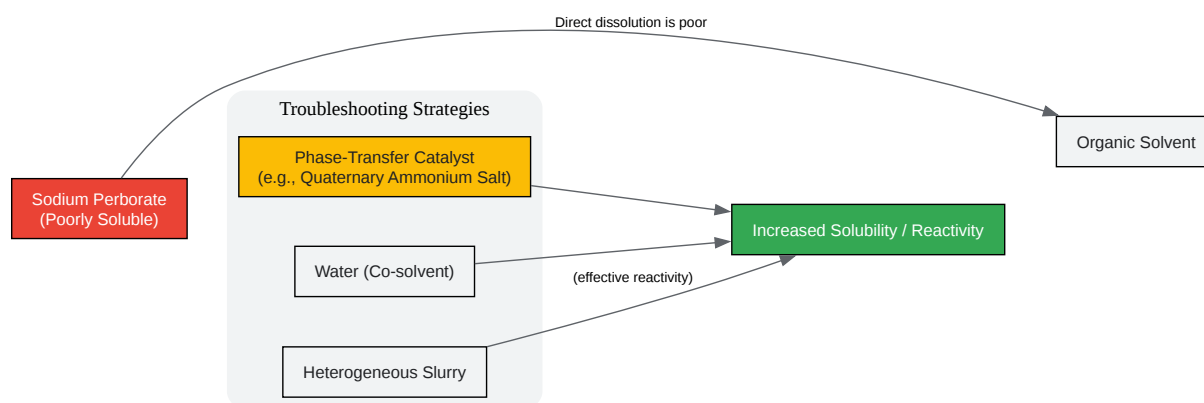 Direct dissolution is poor
Troubleshooting Strategies
Phase-Transfer Catalyst
(e.g., Quaternary Ammonium Salt)
Organic Solvent
Sodium Perborate
(Poorly Soluble)
Increased Solubility / Reactivity
Water (Co-solvent)
(effective reactivity)
Heterogeneous Slurry